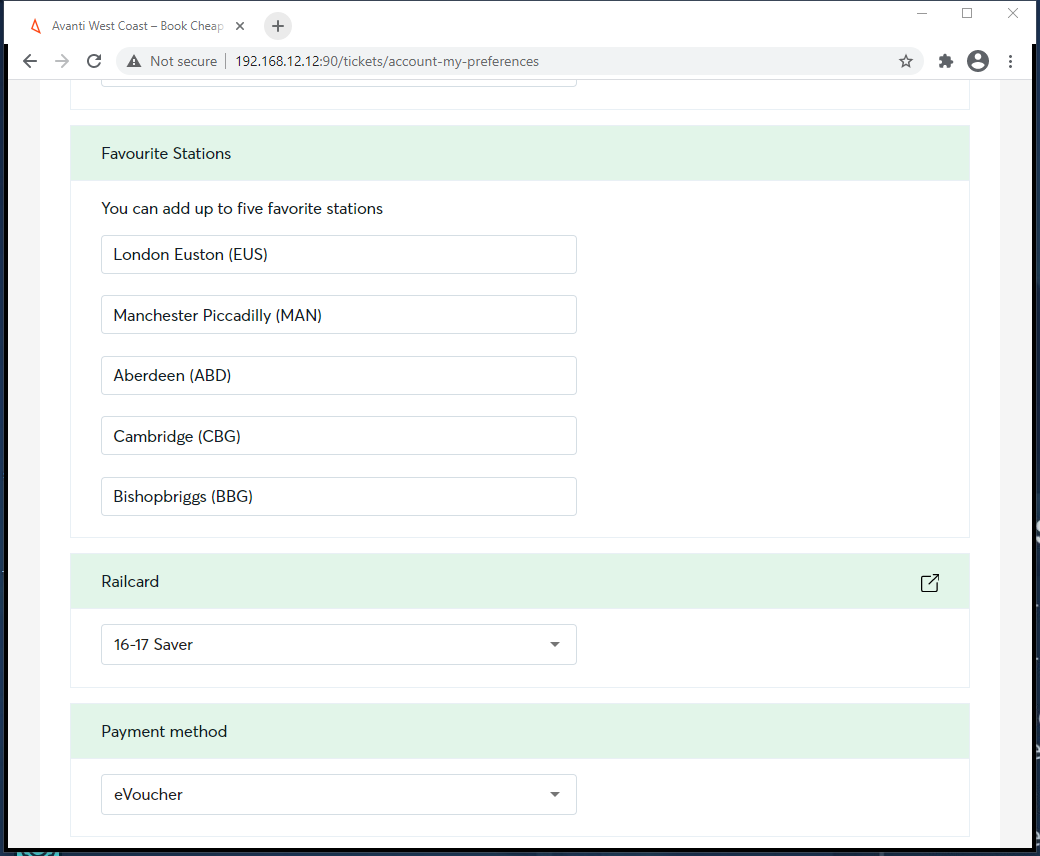 Avanti West Coast – Book Cheap
Not secure
192.168.12.12:90/tickets/account-my-preferences
Favourite Stations
You can add up to five favorite stations
London Euston (EUS)
Manchester Piccadilly (MAN)
Aberdeen (ABD)
Cambridge (CBG)
Bishopbriggs (BBG)
Railcard
16-17 Saver
Payment method
eVoucher